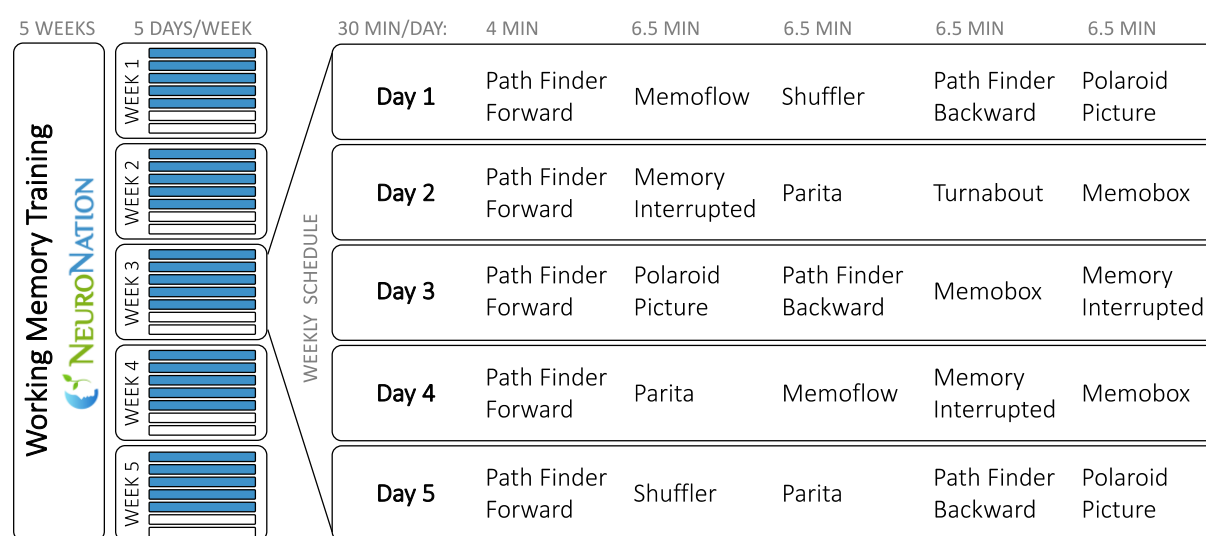 5 WEEKS
5 DAYS/WEEK
30 MIN/DAY:
4 MIN
6.5 MIN
6.5 MIN
6.5 MIN
6.5 MIN
Working Memory Training
NEURONATION
WEEK 1
WEEK 2
WEEK 3
WEEK 4
WEEK 5
WEEKLY SCHEDULE
Day 1
Path Finder
Forward
Memoflow
Shuffler
Path Finder
Backward
Polaroid
Picture
Day 2
Path Finder
Forward
Memory
Interrupted
Parita
Turnabout
Memobox
Day 3
Path Finder
Forward
Polaroid
Picture
Path Finder
Backward
Memobox
Memory
Interrupted
Day 4
Path Finder
Forward
Parita
Memoflow
Memory
Interrupted
Memobox
Day 5
Path Finder
Forward
Shuffler
Parita
Path Finder
Backward
Polaroid
Picture